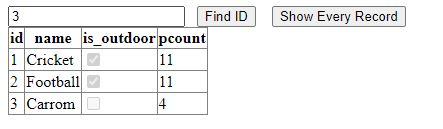 3 Find ID Show Every Record
id name is_outdoor pcount
1 Cricket 11
2 Football 11
3 Carrom 4